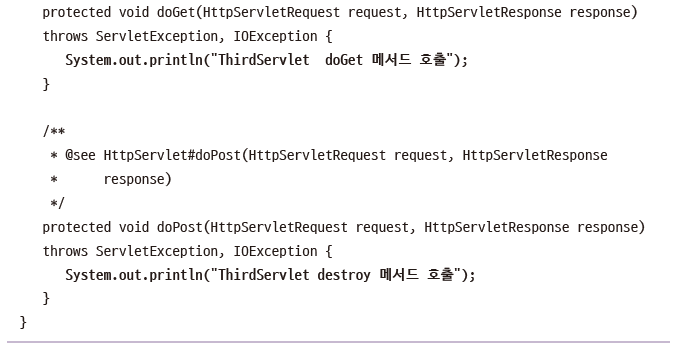 protected void doGet(HttpServletRequest request, HttpServletResponse response)
throws ServletException, IOException {
System.out.println("ThirdServlet  doGet 메서드 호출");
}
/**
* @see HttpServlet#doPost(HttpServletRequest request, HttpServletResponse
*      response)
*/
protected void doPost(HttpServletRequest request, HttpServletResponse response)
throws ServletException, IOException {
System.out.println("ThirdServlet destroy 메서드 호출");
}
}